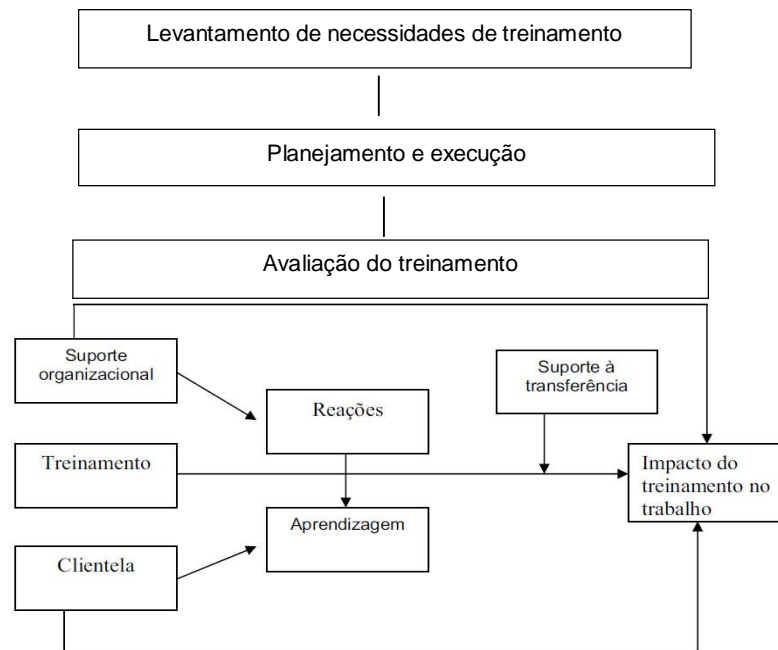 Levantamento de necessidades de treinamento
Planejamento e execução
Avaliação do treinamento
Suporte
organizacional
Suporte à
transferência
Reações
Treinamento
Impacto do
treinamento no
trabalho
Aprendizagem
Clientela